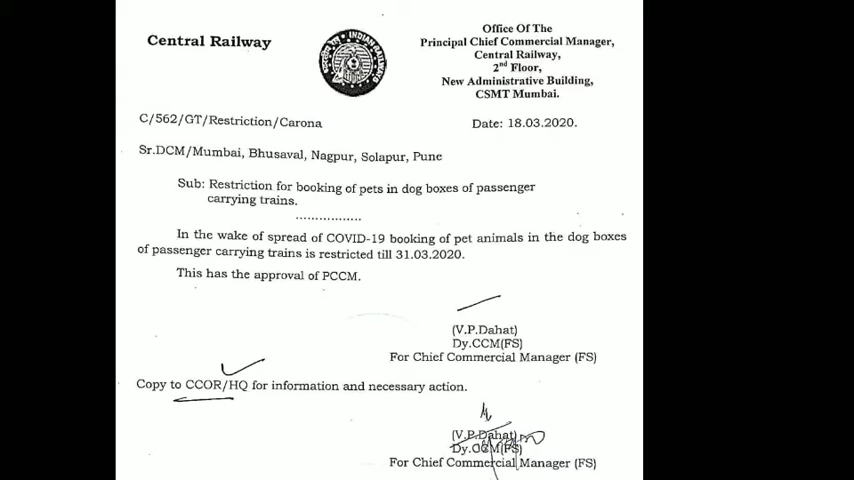 Central Railway
Office Of The
Principal Chief Commercial Manager,
Central Railway,
2nd Floor,
New Administrative Building,
CSMT Mumbai.
INDIAN RAILWAYS
C/562/GT/Restriction/Carona
Date: 18.03.2020.
Sr.DCM/Mumbai, Bhusaval, Nagpur, Solapur, Pune
Sub: Restriction for booking of pets in dog boxes of passenger
carrying trains.
.................
In the wake of spread of COVID-19 booking of pet animals in the dog boxes
of passenger carrying trains is restricted till 31.03.2020.
This has the approval of PCCM.
(V.P.Dahat)
Dy.CCM(FS)
For Chief Commercial Manager (FS)
Copy to CCOR/HQ for information and necessary action.
(V.P.Dahat)
Dy.CCM(FS)
For Chief Commercial Manager (FS)